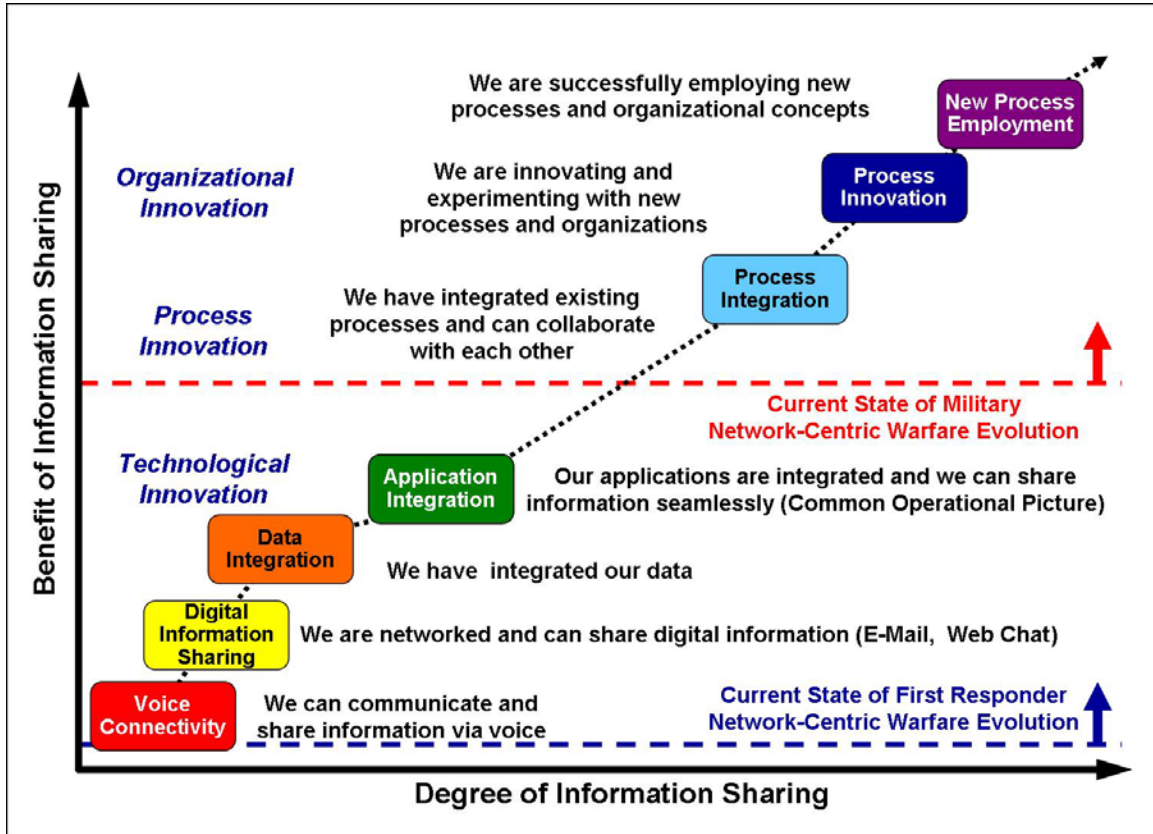 We are successfully employing new
processes and organizational concepts
New Process
Employment
Organizational
Innovation
We are innovating and
experimenting with new
processes and organizations
Process
Innovation
Process
Innovation
We have integrated existing
processes and can collaborate
with each other
Process
Integration
Current State of Military
Network-Centric Warfare Evolution
Technological
Innovation
Application
Integration
Our applications are integrated and we can share
information seamlessly (Common Operational Picture)
Data
Integration
We have integrated our data
Digital
Information
Sharing
We are networked and can share digital information (E-Mail, Web Chat)
Voice
Connectivity
We can communicate and
share information via voice
Current State of First Responder
Network-Centric Warfare Evolution
Benefit of Information Sharing
Degree of Information Sharing